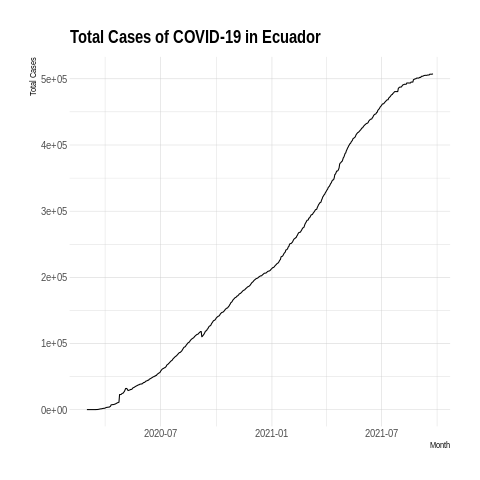 Total Cases of COVID-19 in Ecuador
Total Cases
5e+05
4e+05
3e+05
2e+05
1e+05
0e+00
2020-07
2021-01
2021-07
Month